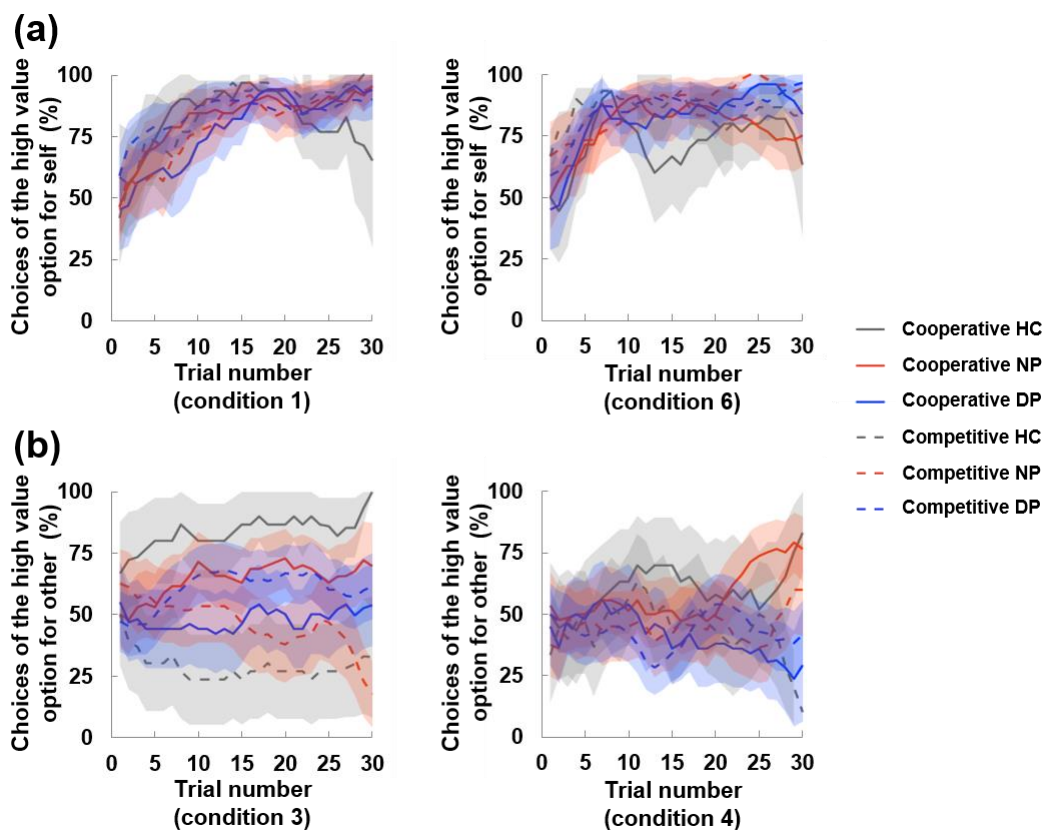 (a)
Choices of the high value
option for self (%)
100
75
50
25
0
0 5 10 15 20 25 30
Trial number
(condition 1)
Choices of the high value
option for self (%)
100
75
50
25
0
0 5 10 15 20 25 30
Trial number
(condition 6)
Cooperative HC
Cooperative NP
Cooperative DP
Competitive HC
Competitive NP
Competitive DP
(b)
Choices of the high value
option for other (%)
100
75
50
25
0
0 5 10 15 20 25 30
Trial number
(condition 3)
Choices of the high value
option for other (%)
100
75
50
25
0
0 5 10 15 20 25 30
Trial number
(condition 4)